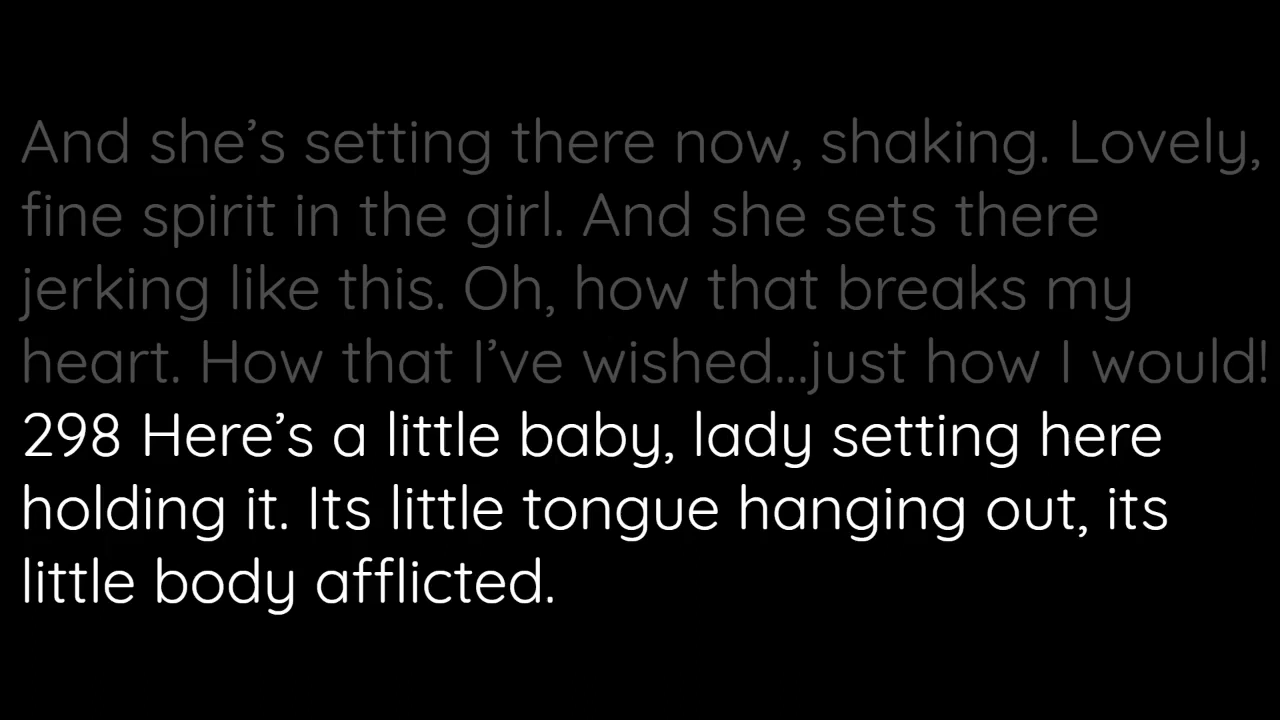 And she’s setting there now, shaking. Lovely,
fine spirit in the girl. And she sets there
jerking like this. Oh, how that breaks my
heart. How that I’ve wished...just how I would!
298 Here’s a little baby, lady setting here
holding it. Its little tongue hanging out, its
little body afflicted.